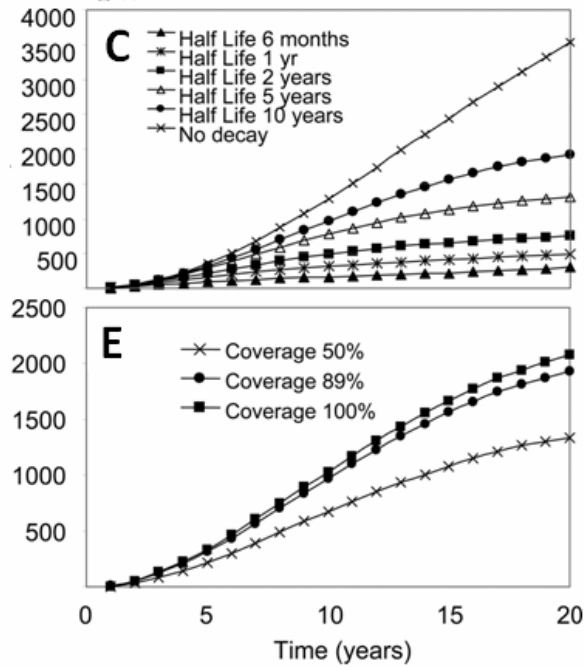 4000
C
Half Life 6 months
3500
Half Life 1 yr
Half Life 2 years
3000
Half Life 5 years
2500
Half Life 10 years
No decay
2000
1500
1000
500
2500
E
2000
Coverage 50%
Coverage 89%
1500
Coverage 100%
1000
500
0 5 10 15 20
Time (years)